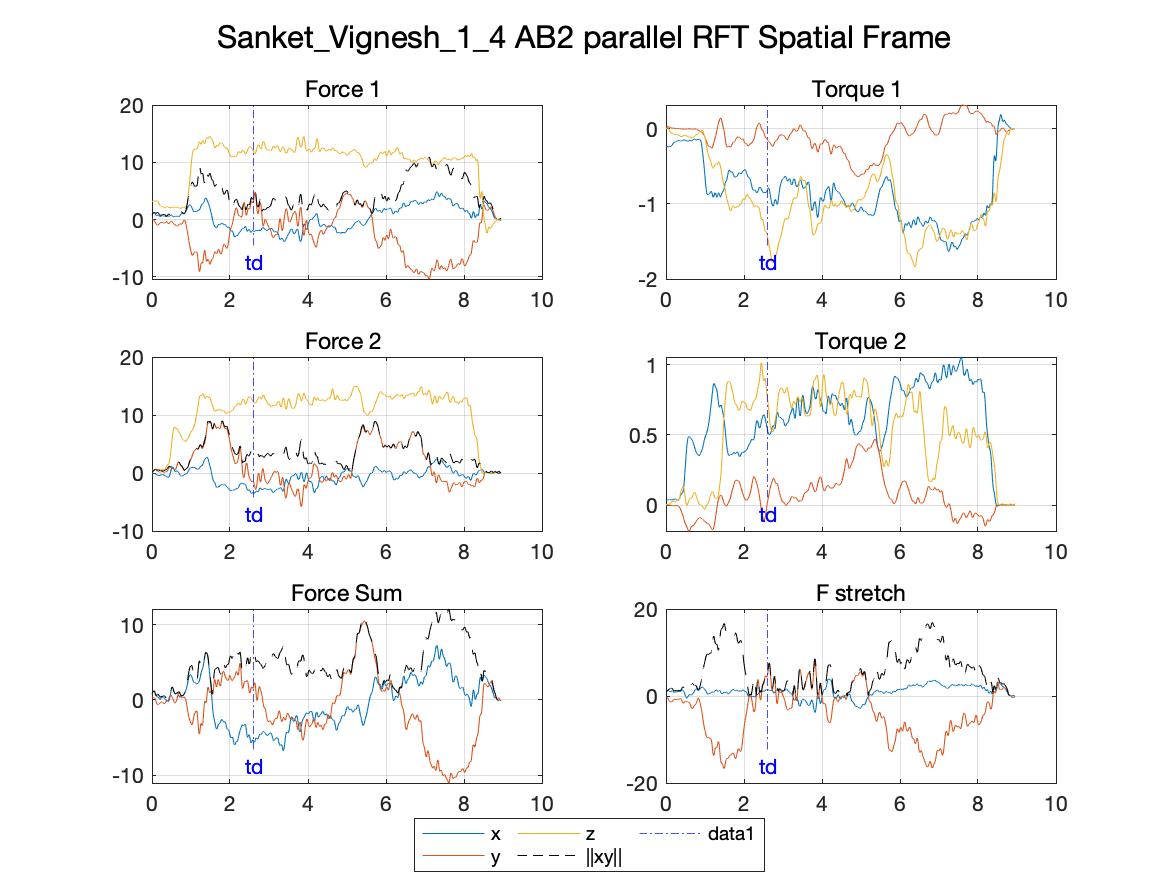 Sanket_Vignesh_1_4 AB2 parallel RFT Spatial Frame
Force 1
20
10
0
-10
td
0 2 4 6 8 10
Torque 1
0
-1
-2
td
0 2 4 6 8 10
Force 2
20
10
0
-10
td
0 2 4 6 8 10
Torque 2
1
0.5
0
td
0 2 4 6 8 10
Force Sum
10
0
-10
td
0 2 4 6 8 10
F stretch
20
0
-20
td
0 2 4 6 8 10
x z data1
y ||xy||